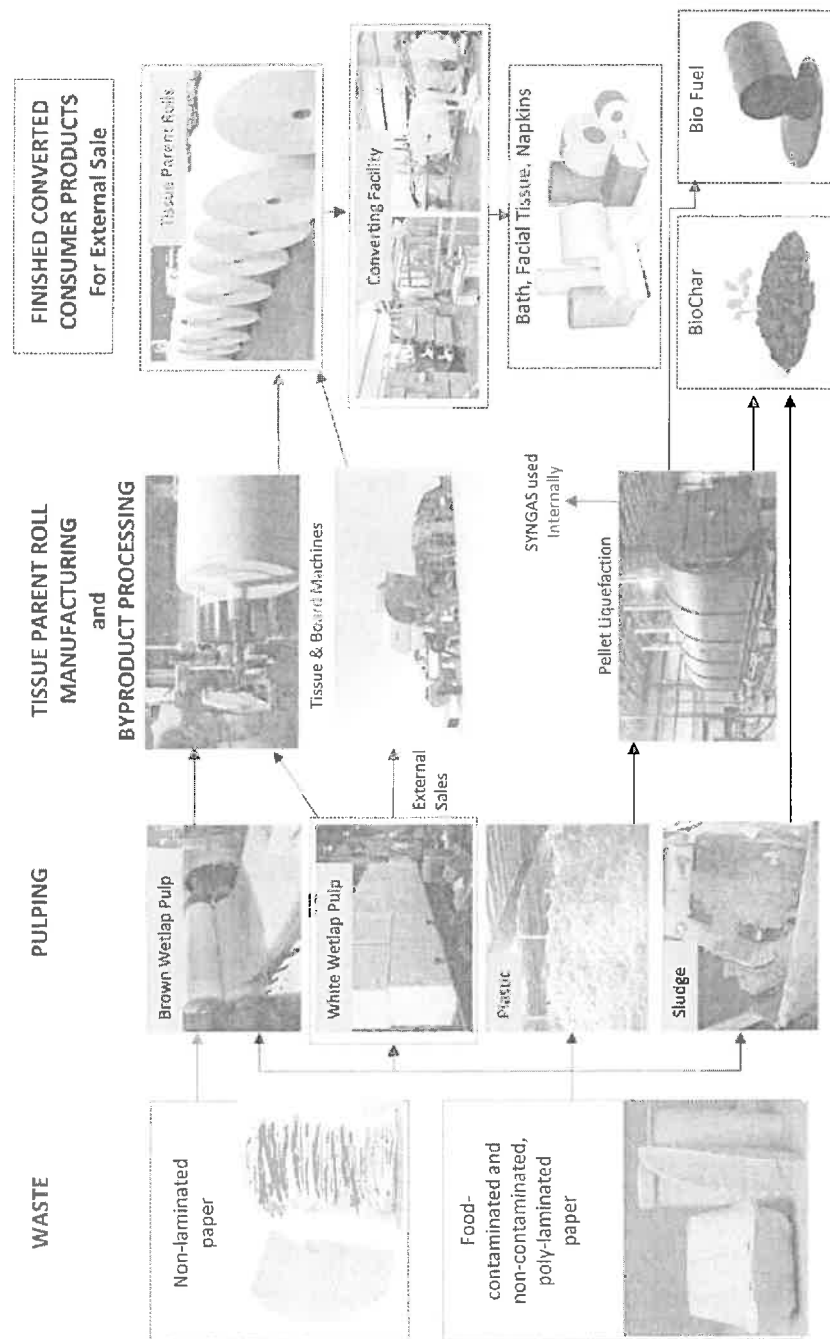 WASTE
Non-laminated
paper
Food-
contaminated and
non-contaminated,
poly-laminated
paper
PULPING
Brown Wetlap Pulp
White Wetlap Pulp
Plastic
Sludge
External
Sales
TISSUE PARENT ROLL
MANUFACTURING
and
BYPRODUCT PROCESSING
Tissue & Board Machines
SYNGAS used
Internally
Pellet Liquefaction
FINISHED CONVERTED
CONSUMER PRODUCTS
For External Sale
Tissue Parent Rolls
Converting Facility
Bath, Facial Tissue, Napkins
BioChar
Bio Fuel